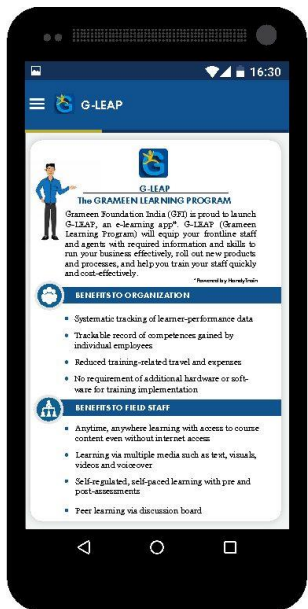 16:30
G-LEAP
G-LEAP
The GRAMEEN LEARNING PROGRAM
Grameen Foundation India (GFI) is proud to launch
G-LEAP, an e-learning app*. G-LEAP (Grameen
Learning Program) will equip your frontline staff
and agents with required information and skills to
run your business effectively, roll out new products
and processes, and help you train your staff quickly
and cost-effectively.
*Powered by HandyTrain
BENEFITS TO ORGANIZATION
• Systematic tracking of learner-performance data
• Trackable record of competences gained by
individual employees
• Reduced training-related travel and expenses
• No requirement of additional hardware or soft-
ware for training implementation
BENEFITS TO FIELD STAFF
• Anytime, anywhere learning with access to course
content even without internet access
• Learning via multiple media such as text, visuals,
videos and voiceover
• Self-regulated, self-paced learning with pre and
post-assessments
• Peer learning via discussion board